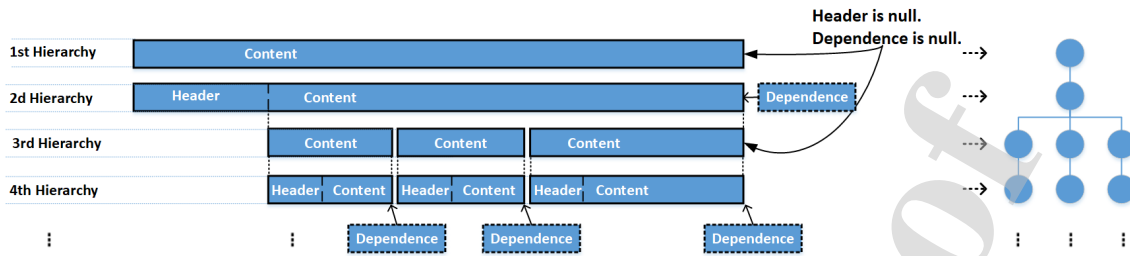 Header is null.
Dependence is null.
1st Hierarchy
Content
2d Hierarchy
Header
Content
Dependence
3rd Hierarchy
Content
Content
Content
4th Hierarchy
Header
Content
Header
Content
Header
Content
Dependence
Dependence
Dependence
of